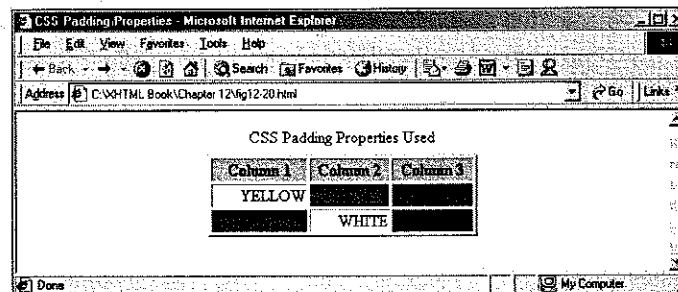 CSS Padding Properties - Microsoft Internet Explorer
File Edit View Favorites Tools Help
Back Search Favorites History
Address C:\XHTML Book\Chapter 12\fig12-28.html Go Links
CSS Padding Properties Used
Column 1 Column 2 Column 3
YELLOW
WHITE
Done My Computer